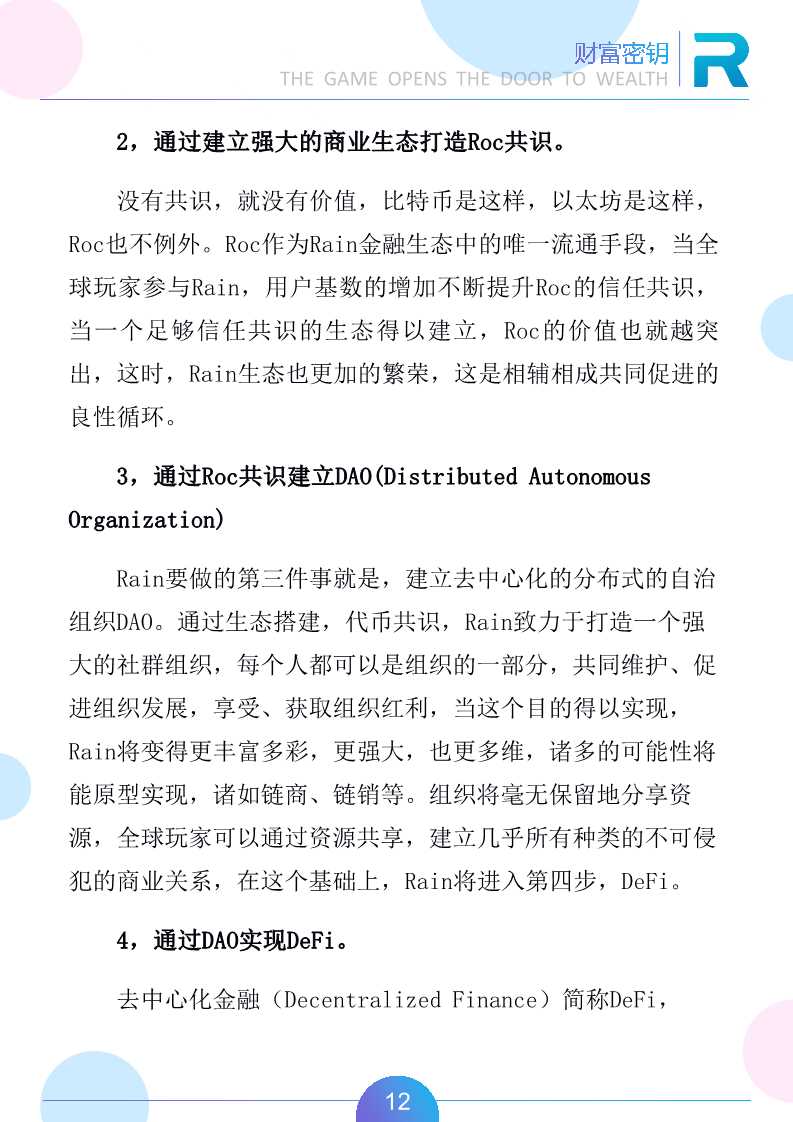 财富密钥
THE GAME OPENS THE DOOR TO WEALTH
2，通过建立强大的商业生态打造Roc共识。
没有共识，就没有价值，比特币是这样，以太坊是这样，
Roc也不例外。Roc作为Rain金融生态中的唯一流通手段，当全
球玩家参与Rain，用户基数的增加不断提升Roc的信任共识，
当一个足够信任共识的生态得以建立，Roc的价值也就越突
出，这时，Rain生态也更加的繁荣，这是相辅相成共同促进的
良性循环。
3，通过Roc共识建立DAO(Distributed Autonomous
Organization)
Rain要做的第三件事就是，建立去中心化的分布式的自治
组织DAO。通过生态搭建，代币共识，Rain致力于打造一个强
大的社群组织，每个人都可以是组织的一部分，共同维护、促
进组织发展，享受、获取组织红利，当这个目的得以实现，
Rain将变得更丰富多彩，更强大，也更多维，诸多的可能性将
能原型实现，诸如链商、链销等。组织将毫无保留地分享资
源，全球玩家可以通过资源共享，建立几乎所有种类的不可侵
犯的商业关系，在这个基础上，Rain将进入第四步，DeFi。
4，通过DAO实现DeFi。
去中心化金融（Decentralized Finance）简称DeFi，
12